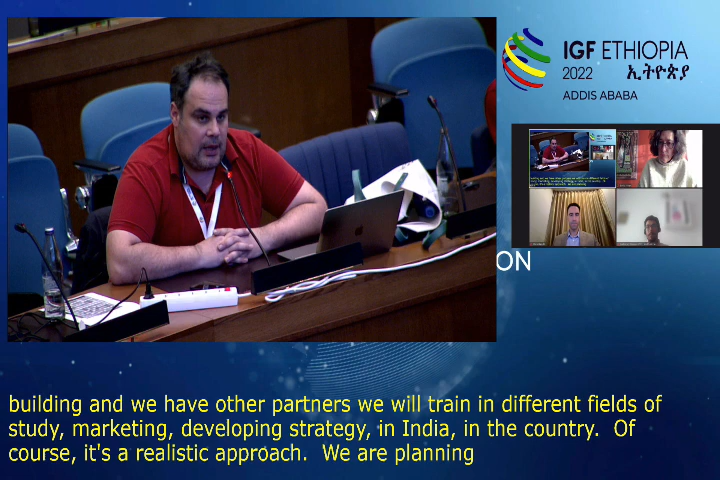 IGF ETHIOPIA
2022 ኢትዮጵያ
ADDIS ABABA
ON
building and we have other partners we will train in different fields of
study, marketing, developing strategy, in India, in the country.  Of
course, it's a realistic approach.  We are planning